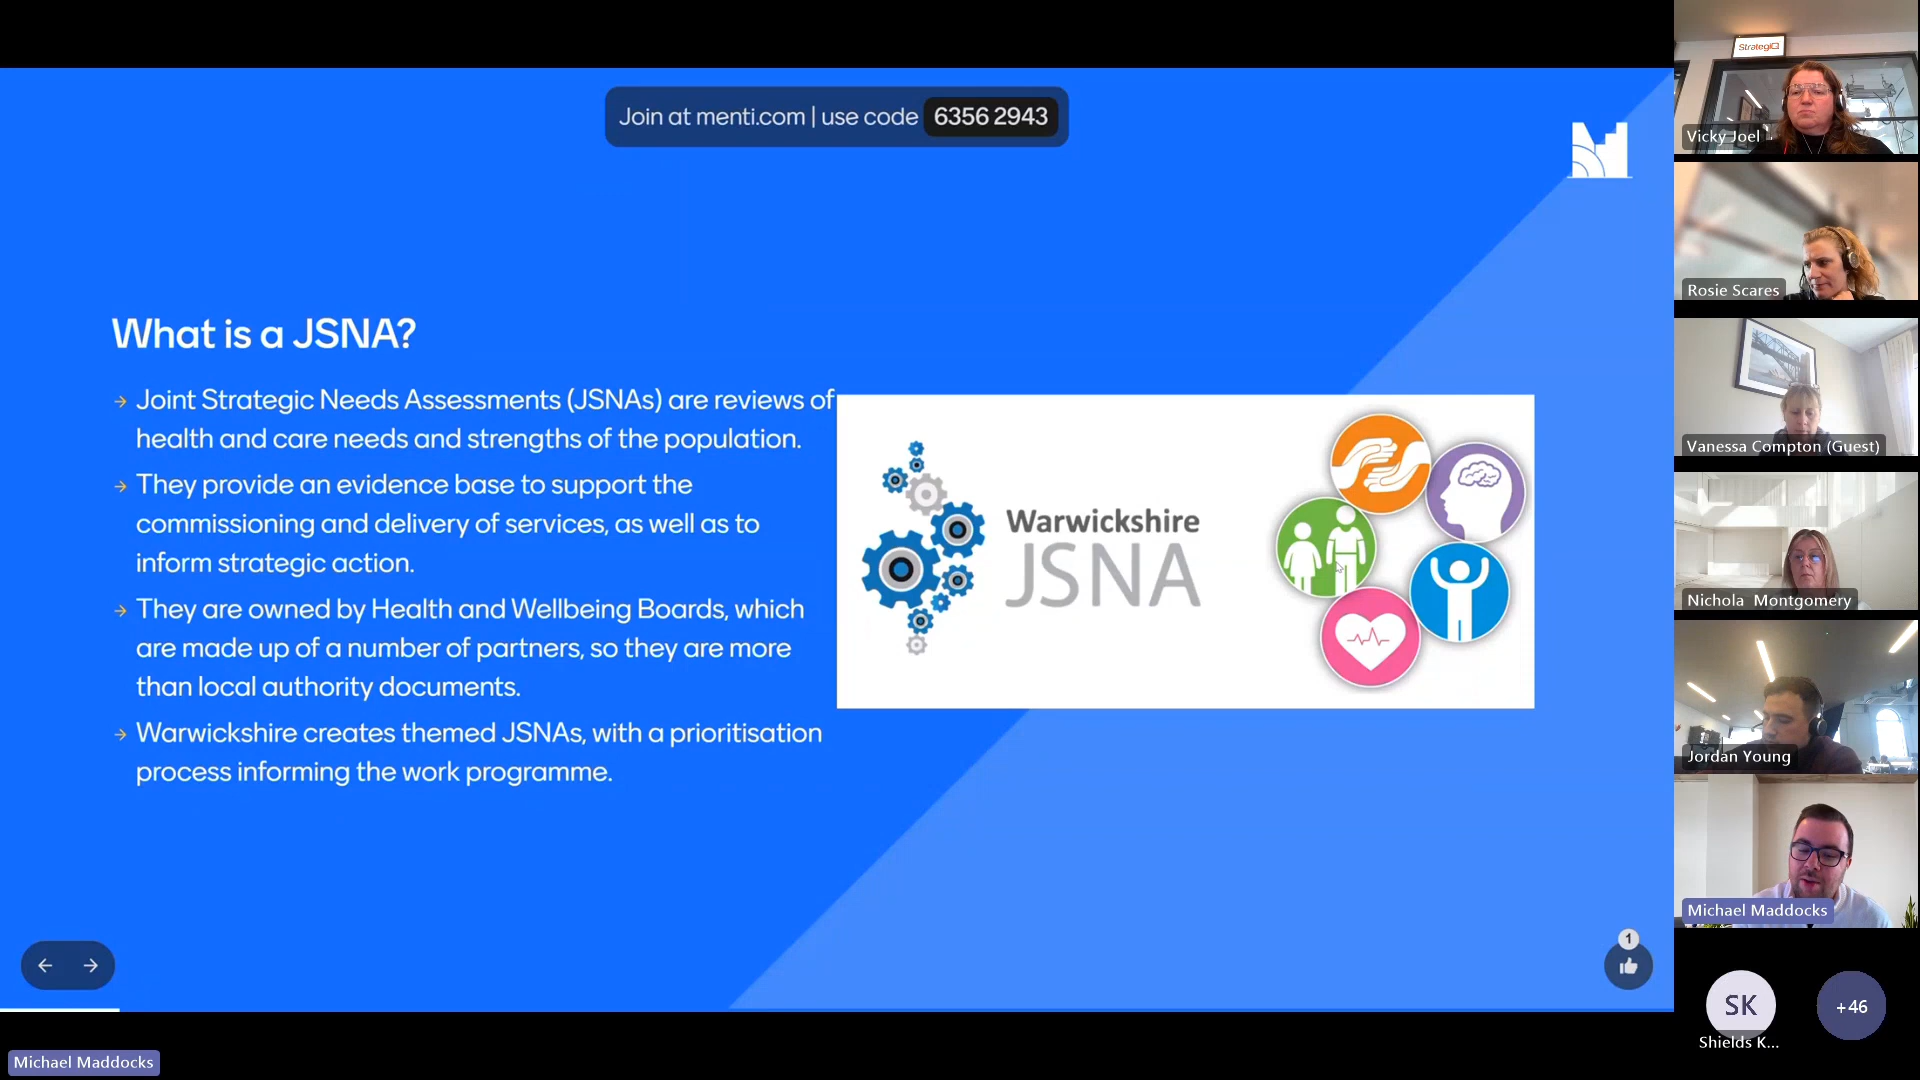 Join at menti.com | use code 6356 2943
What is a JSNA?
Joint Strategic Needs Assessments (JSNAs) are reviews of
health and care needs and strengths of the population.
They provide an evidence base to support the
commissioning and delivery of services, as well as to
inform strategic action.
They are owned by Health and Wellbeing Boards, which
are made up of a number of partners, so they are more
than local authority documents.
Warwickshire creates themed JSNAs, with a prioritisation
process informing the work programme.
Warwickshire
JSNA
1
Michael Maddocks
StrategiQ
Vicky Joel
Rosie Scares
Vanessa Compton (Guest)
Nichola Montgomery
Jordan Young
Michael Maddocks
SK
Shields K...
+46